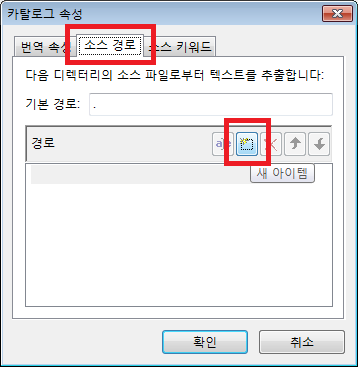 카탈로그 속성
번역 속성 소스 경로 소스 키워드
다음 디렉터리의 소스 파일로부터 텍스트를 추출합니다:
기본 경로: .
경로
새 아이템
확인 취소